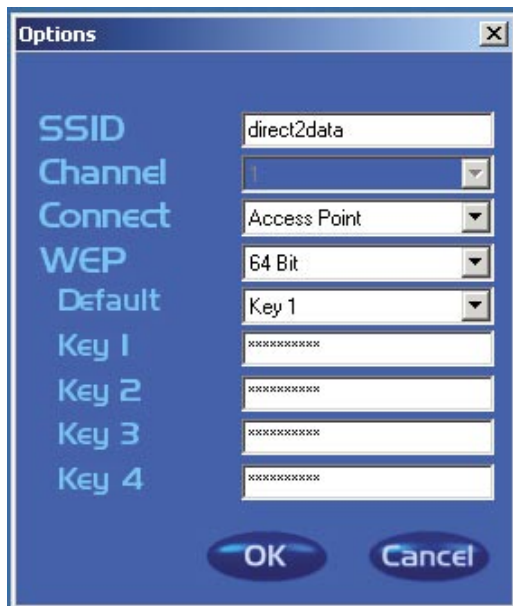 Options
SSID direct2data
Channel 1
Connect Access Point
WEP 64 Bit
Default Key 1
Key 1 **********
Key 2 **********
Key 3 **********
Key 4 **********
OK Cancel